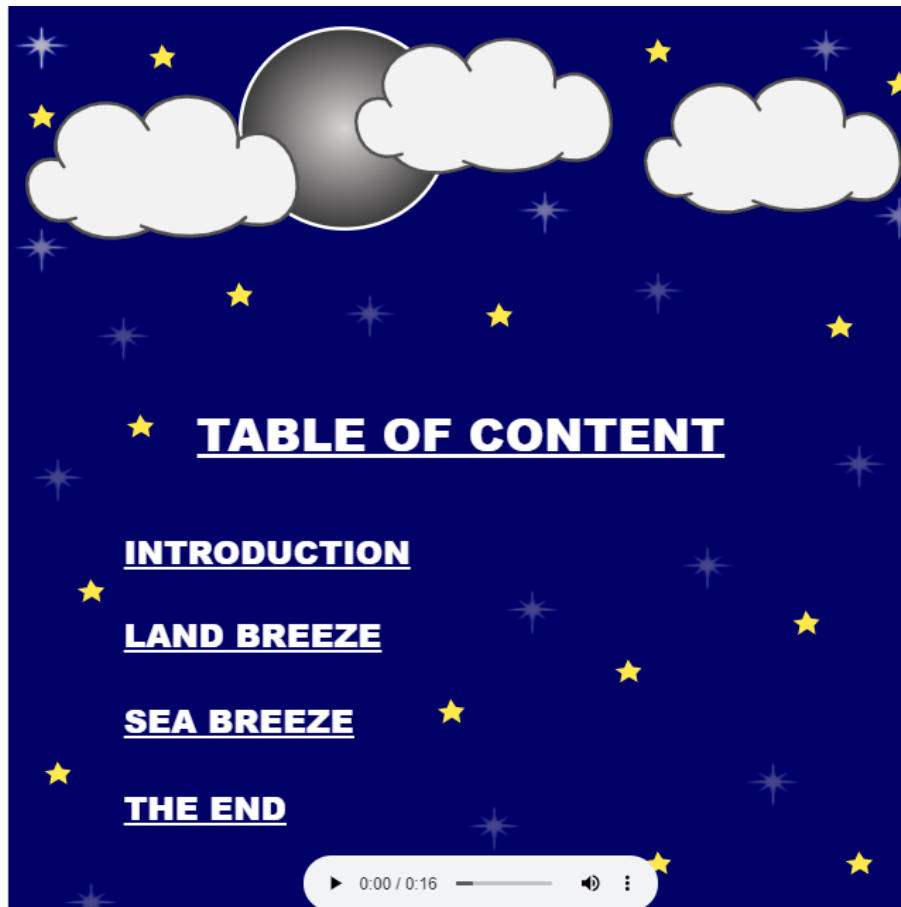 TABLE OF CONTENT
INTRODUCTION
LAND BREEZE
SEA BREEZE
THE END
0:00 / 0:16